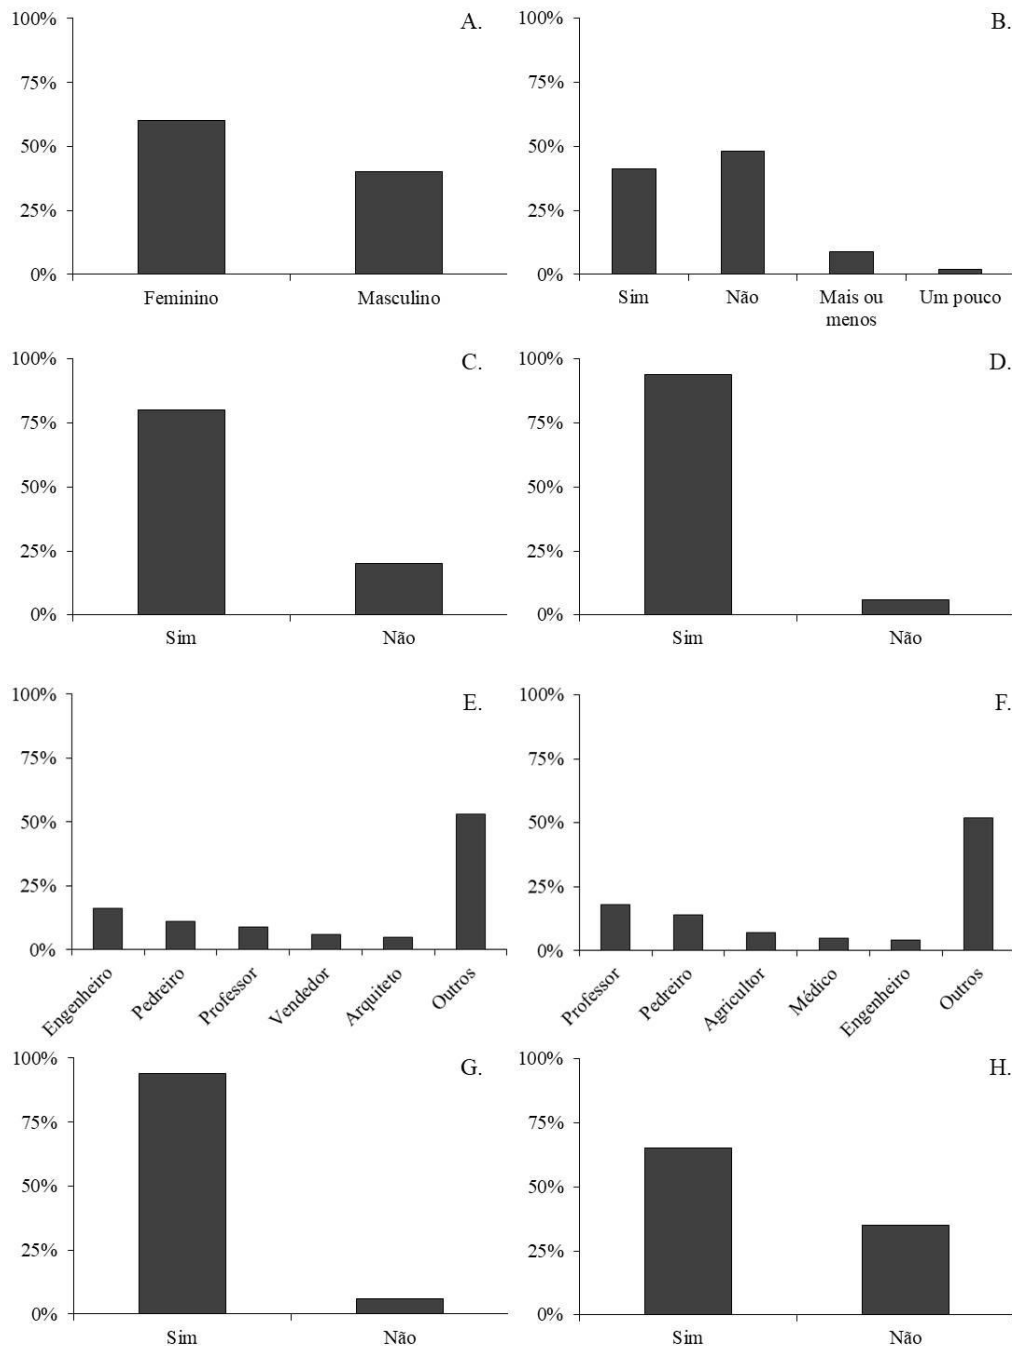 A.
100%
75%
50%
25%
0%
Feminino
Masculino
B.
100%
75%
50%
25%
0%
Sim
Não
Mais ou
menos
Um pouco
C.
100%
75%
50%
25%
0%
Sim
Não
D.
100%
75%
50%
25%
0%
Sim
Não
E.
100%
75%
50%
25%
0%
Engenheiro
Pedreiro
Professor
Vendedor
Arquiteto
Outros
F.
100%
75%
50%
25%
0%
Professor
Pedreiro
Agricultor
Médico
Engenheiro
Outros
G.
100%
75%
50%
25%
0%
Sim
Não
H.
100%
75%
50%
25%
0%
Sim
Não